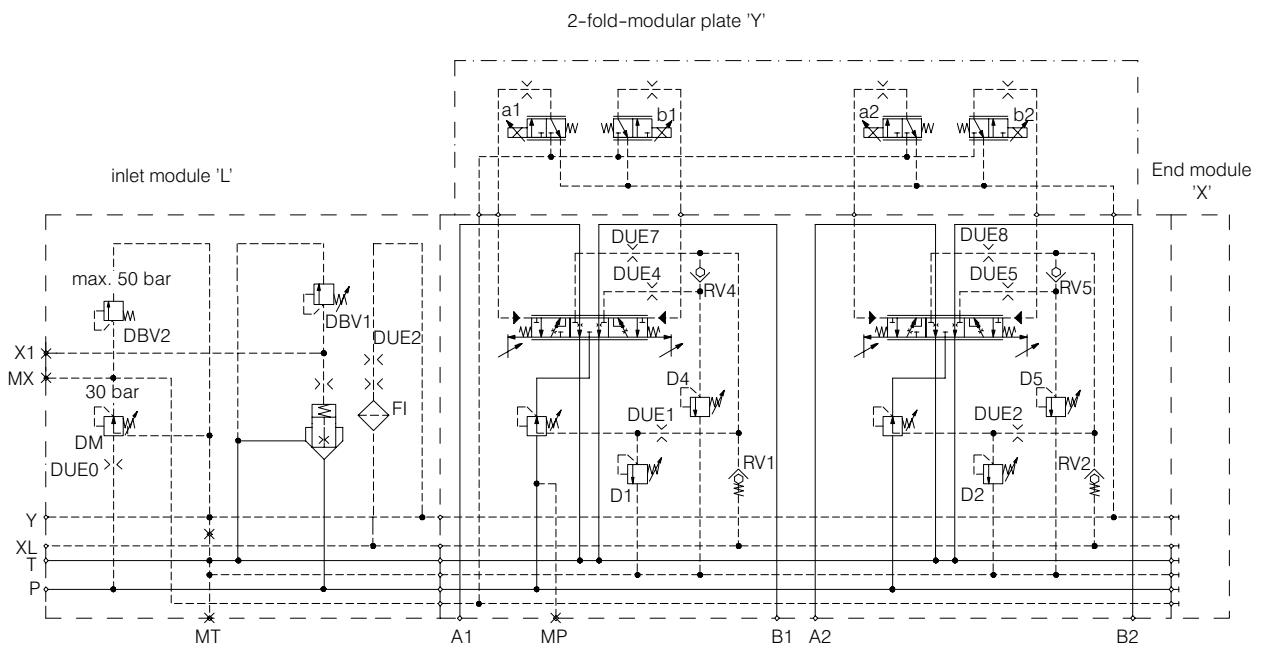 2-fold-modular plate 'Y'
a1
b1
a2
b2
inlet module 'L'
End module
'X'
DUE7
DUE8
max. 50 bar
DUE4
DUE5
RV4
RV5
DBV1
DBV2
DUE2
X1
MX
30 bar
D4
D5
FI
DUE1
DUE2
DM
DUE0
RV1
RV2
D1
D2
Y
XL
T
P
MT
A1
MP
B1
A2
B2